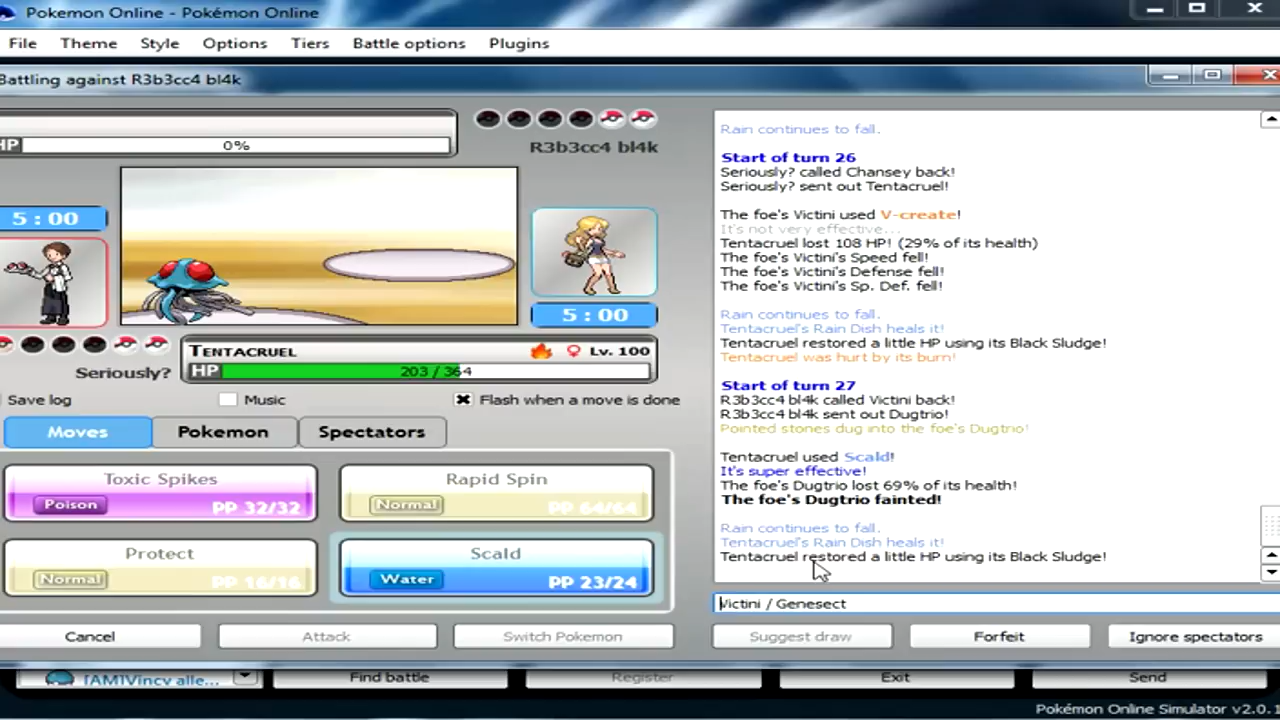 Pokemon Online - Pokémon Online
File Theme Style Options Tiers Battle options Plugins
Battling against R3b3cc4 bl4k
HP 0%
R3b3cc4 bl4k
5:00
5:00
TENTACRUEL Lv. 100
HP 203 / 364
Seriously?
Save log Music Flash when a move is done
Moves Pokemon Spectators
Toxic Spikes
Poison PP 32/32
Rapid Spin
Normal PP 64/64
Protect
Normal PP 16/16
Scald
Water PP 23/24
Cancel Attack Switch Pokemon
Rain continues to fall.
Start of turn 26
Seriously? called Chansey back!
Seriously? sent out Tentacruel!
The foe's Victini used V-create!
It's not very effective...
Tentacruel lost 108 HP! (29% of its health)
The foe's Victini's Speed fell!
The foe's Victini's Defense fell!
The foe's Victini's Sp. Def. fell!
Rain continues to fall.
Tentacruel's Rain Dish heals it!
Tentacruel restored a little HP using its Black Sludge!
Tentacruel was hurt by its burn!
Start of turn 27
R3b3cc4 bl4k called Victini back!
R3b3cc4 bl4k sent out Dugtrio!
Pointed stones dug into the foe's Dugtrio!
Tentacruel used Scald!
It's super effective!
The foe's Dugtrio lost 69% of its health!
The foe's Dugtrio fainted!
Rain continues to fall.
Tentacruel's Rain Dish heals it!
Tentacruel restored a little HP using its Black Sludge!
Victini / Genesect
Suggest draw Forfeit Ignore spectators
[AM]Vincy alle... Find battle Register Exit Send
Pokémon Online Simulator v2.0.1